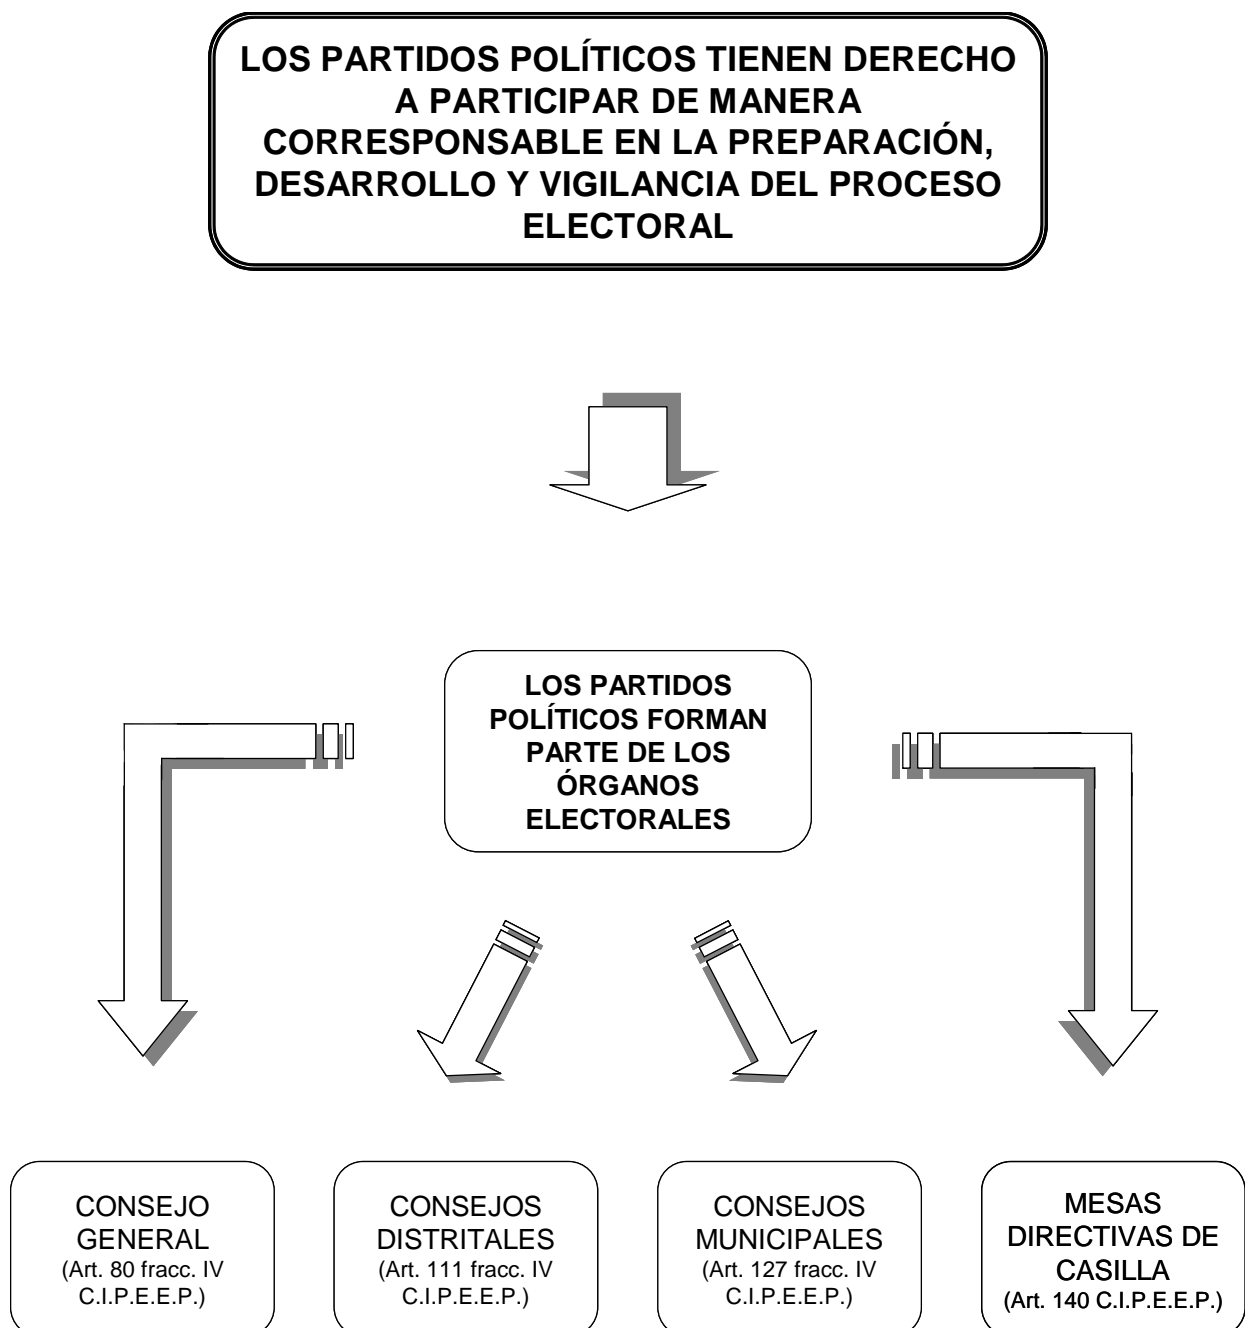 LOS PARTIDOS POLÍTICOS TIENEN DERECHO
A PARTICIPAR DE MANERA
CORRESPONSABLE EN LA PREPARACIÓN,
DESARROLLO Y VIGILANCIA DEL PROCESO
ELECTORAL
LOS PARTIDOS
POLÍTICOS FORMAN
PARTE DE LOS
ÓRGANOS
ELECTORALES
CONSEJO
GENERAL
(Art. 80 fracc. IV
C.I.P.E.E.P.)
CONSEJOS
DISTRITALES
(Art. 111 fracc. IV
C.I.P.E.E.P.)
CONSEJOS
MUNICIPALES
(Art. 127 fracc. IV
C.I.P.E.E.P.)
MESAS
DIRECTIVAS DE
CASILLA
(Art. 140 C.I.P.E.E.P.)